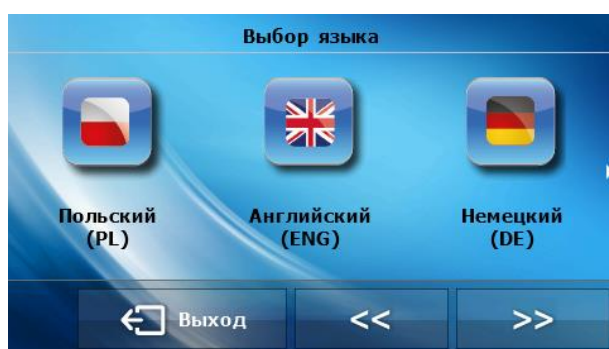 Выбор языка
Польский
(PL)
Английский
(ENG)
Немецкий
(DE)
Выход
<<
>>